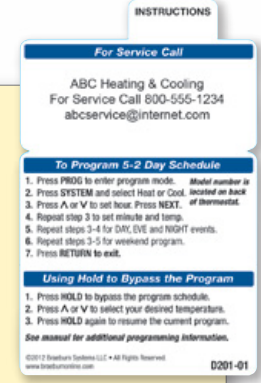 INSTRUCTIONS
For Service Call
ABC Heating & Cooling
For Service Call 800-555-1234
abcservice@internet.com
To Program 5-2 Day Schedule
1. Press PROG to enter program mode.
2. Press SYSTEM and select Heat or Cool.
3. Press Λ or V to set hour. Press NEXT.
Model number is
located on back
of thermostat.
4. Repeat step 3 to set minute and temp.
5. Repeat steps 3-4 for DAY, EVE and NIGHT events.
6. Repeat steps 3-5 for weekend program.
7. Press RETURN to exit.
Using Hold to Bypass the Program
1. Press HOLD to bypass the program schedule.
2. Press Λ or V to select your desired temperature.
3. Press HOLD again to resume the current program.
See manual for additional programming information.
©2012 Braeburn Systems LLC • All Rights Reserved.
www.braeburnonline.com
D201-01